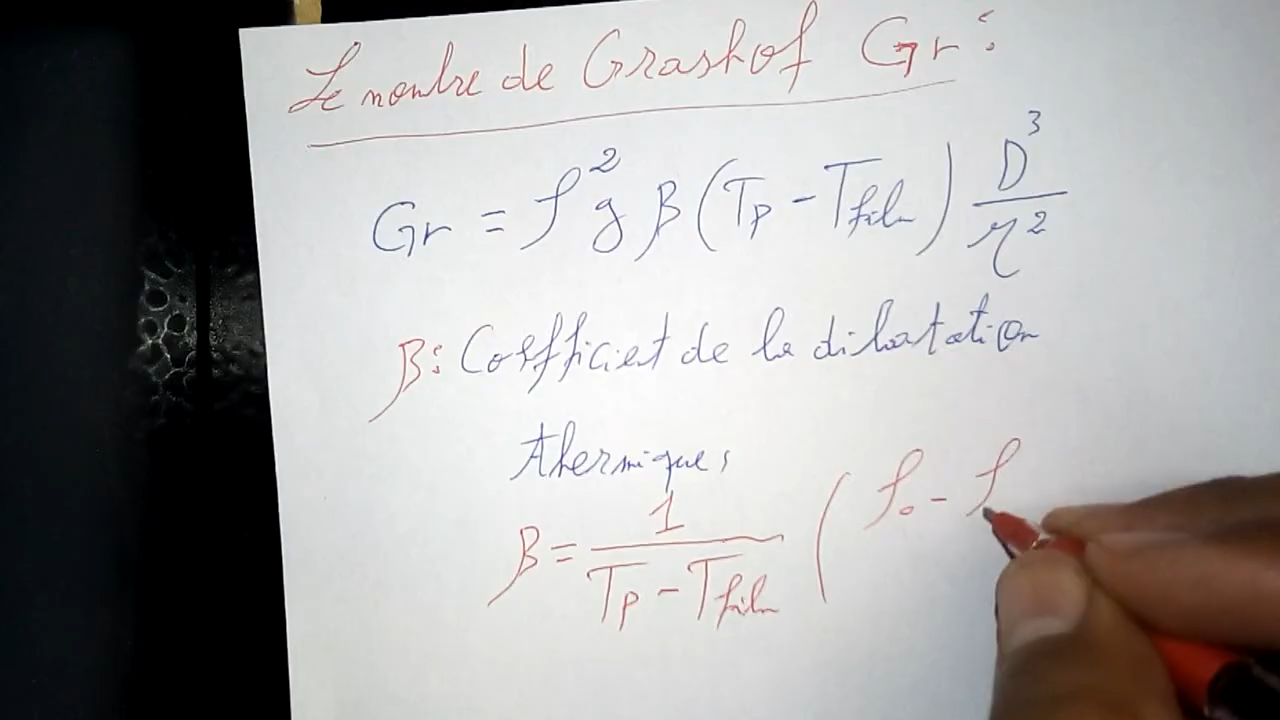 Le nombre de Grashof Gr :
Gr = ρ² g β (Tp - Tfilm) D³/η²
β : Coefficient de la dilatation
thermique,
β = 1/(Tp - Tfilm) (ρ₀ - ρ